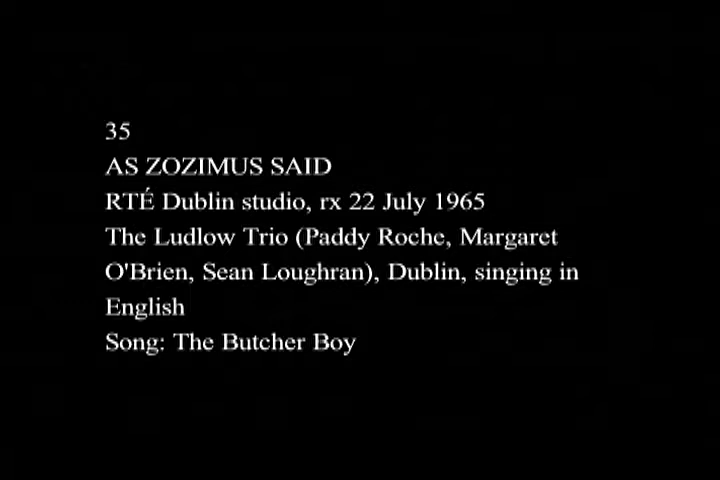 35
AS ZOZIMUS SAID
RTÉ Dublin studio, rx 22 July 1965
The Ludlow Trio (Paddy Roche, Margaret
O'Brien, Sean Loughran), Dublin, singing in
English
Song: The Butcher Boy